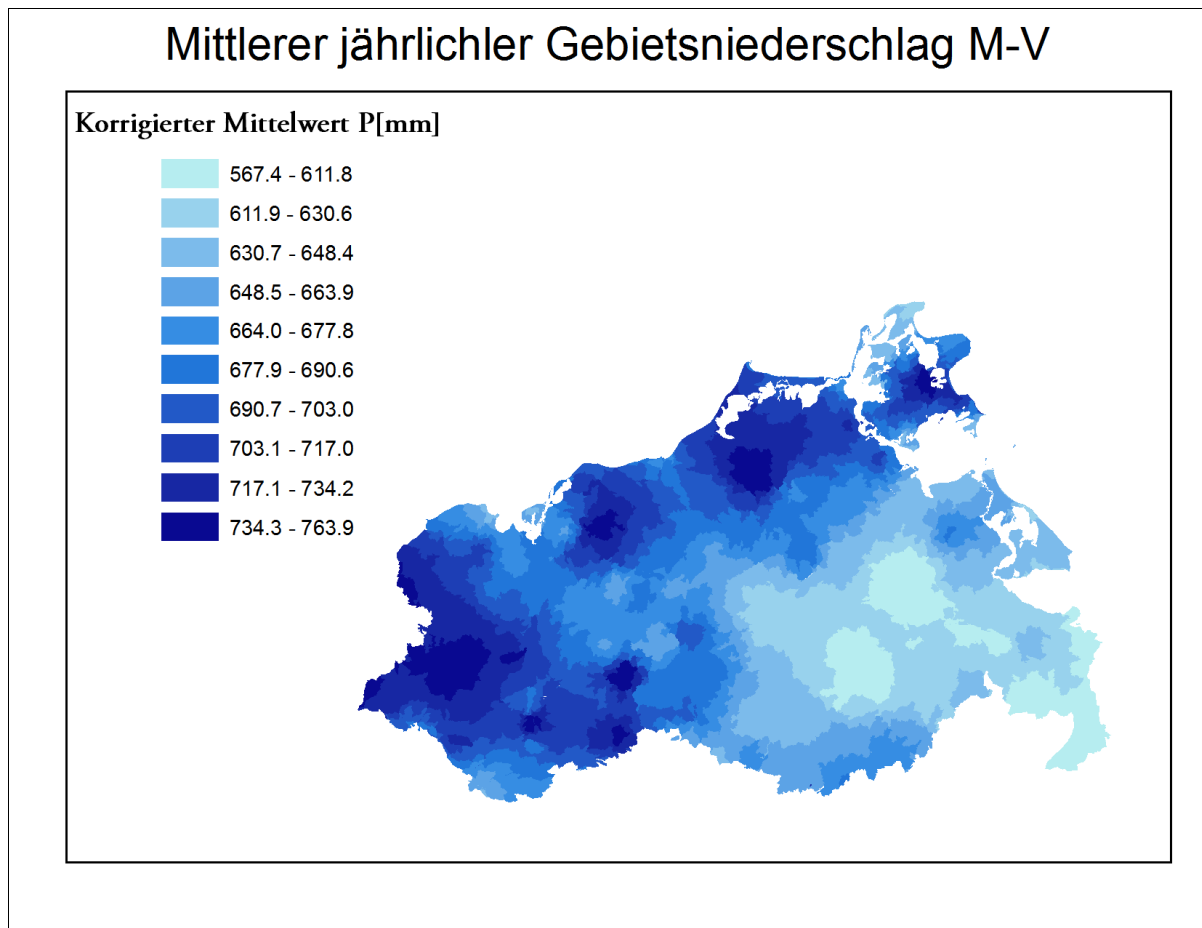 Mittlerer jährlichler Gebietsniederschlag M-V
Korrigierter Mittelwert P[mm]
567.4 - 611.8
611.9 - 630.6
630.7 - 648.4
648.5 - 663.9
664.0 - 677.8
677.9 - 690.6
690.7 - 703.0
703.1 - 717.0
717.1 - 734.2
734.3 - 763.9